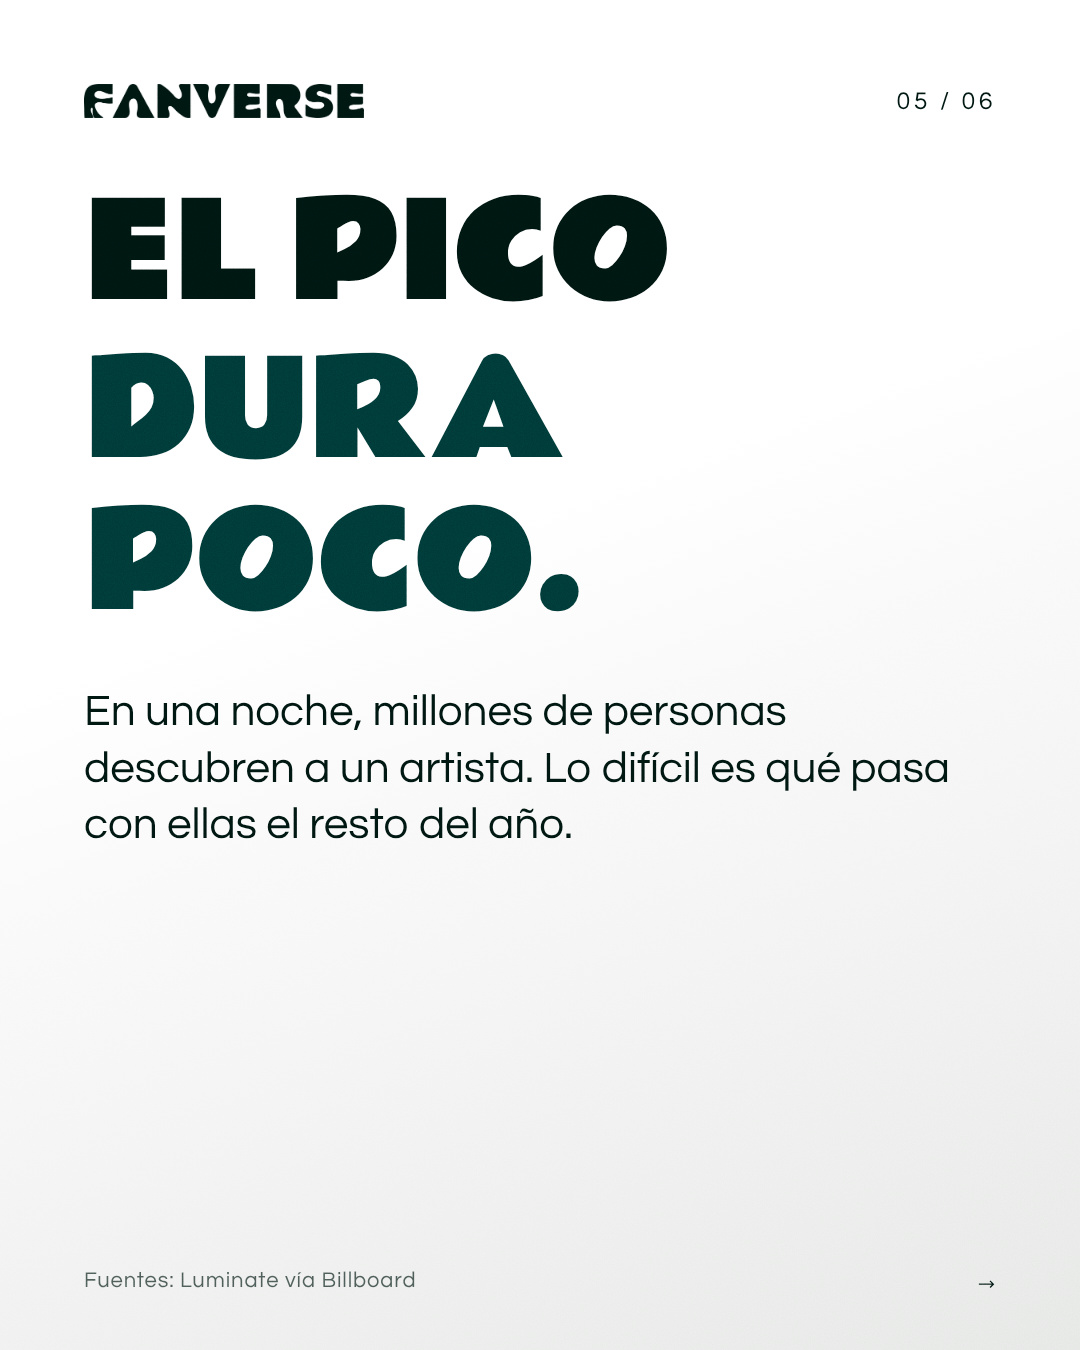 FANVERSE
05 / 06
EL PICO
DURA
POCO.
En una noche, millones de personas
descubren a un artista. Lo difícil es qué pasa
con ellas el resto del año.
Fuentes: Luminate vía Billboard
→